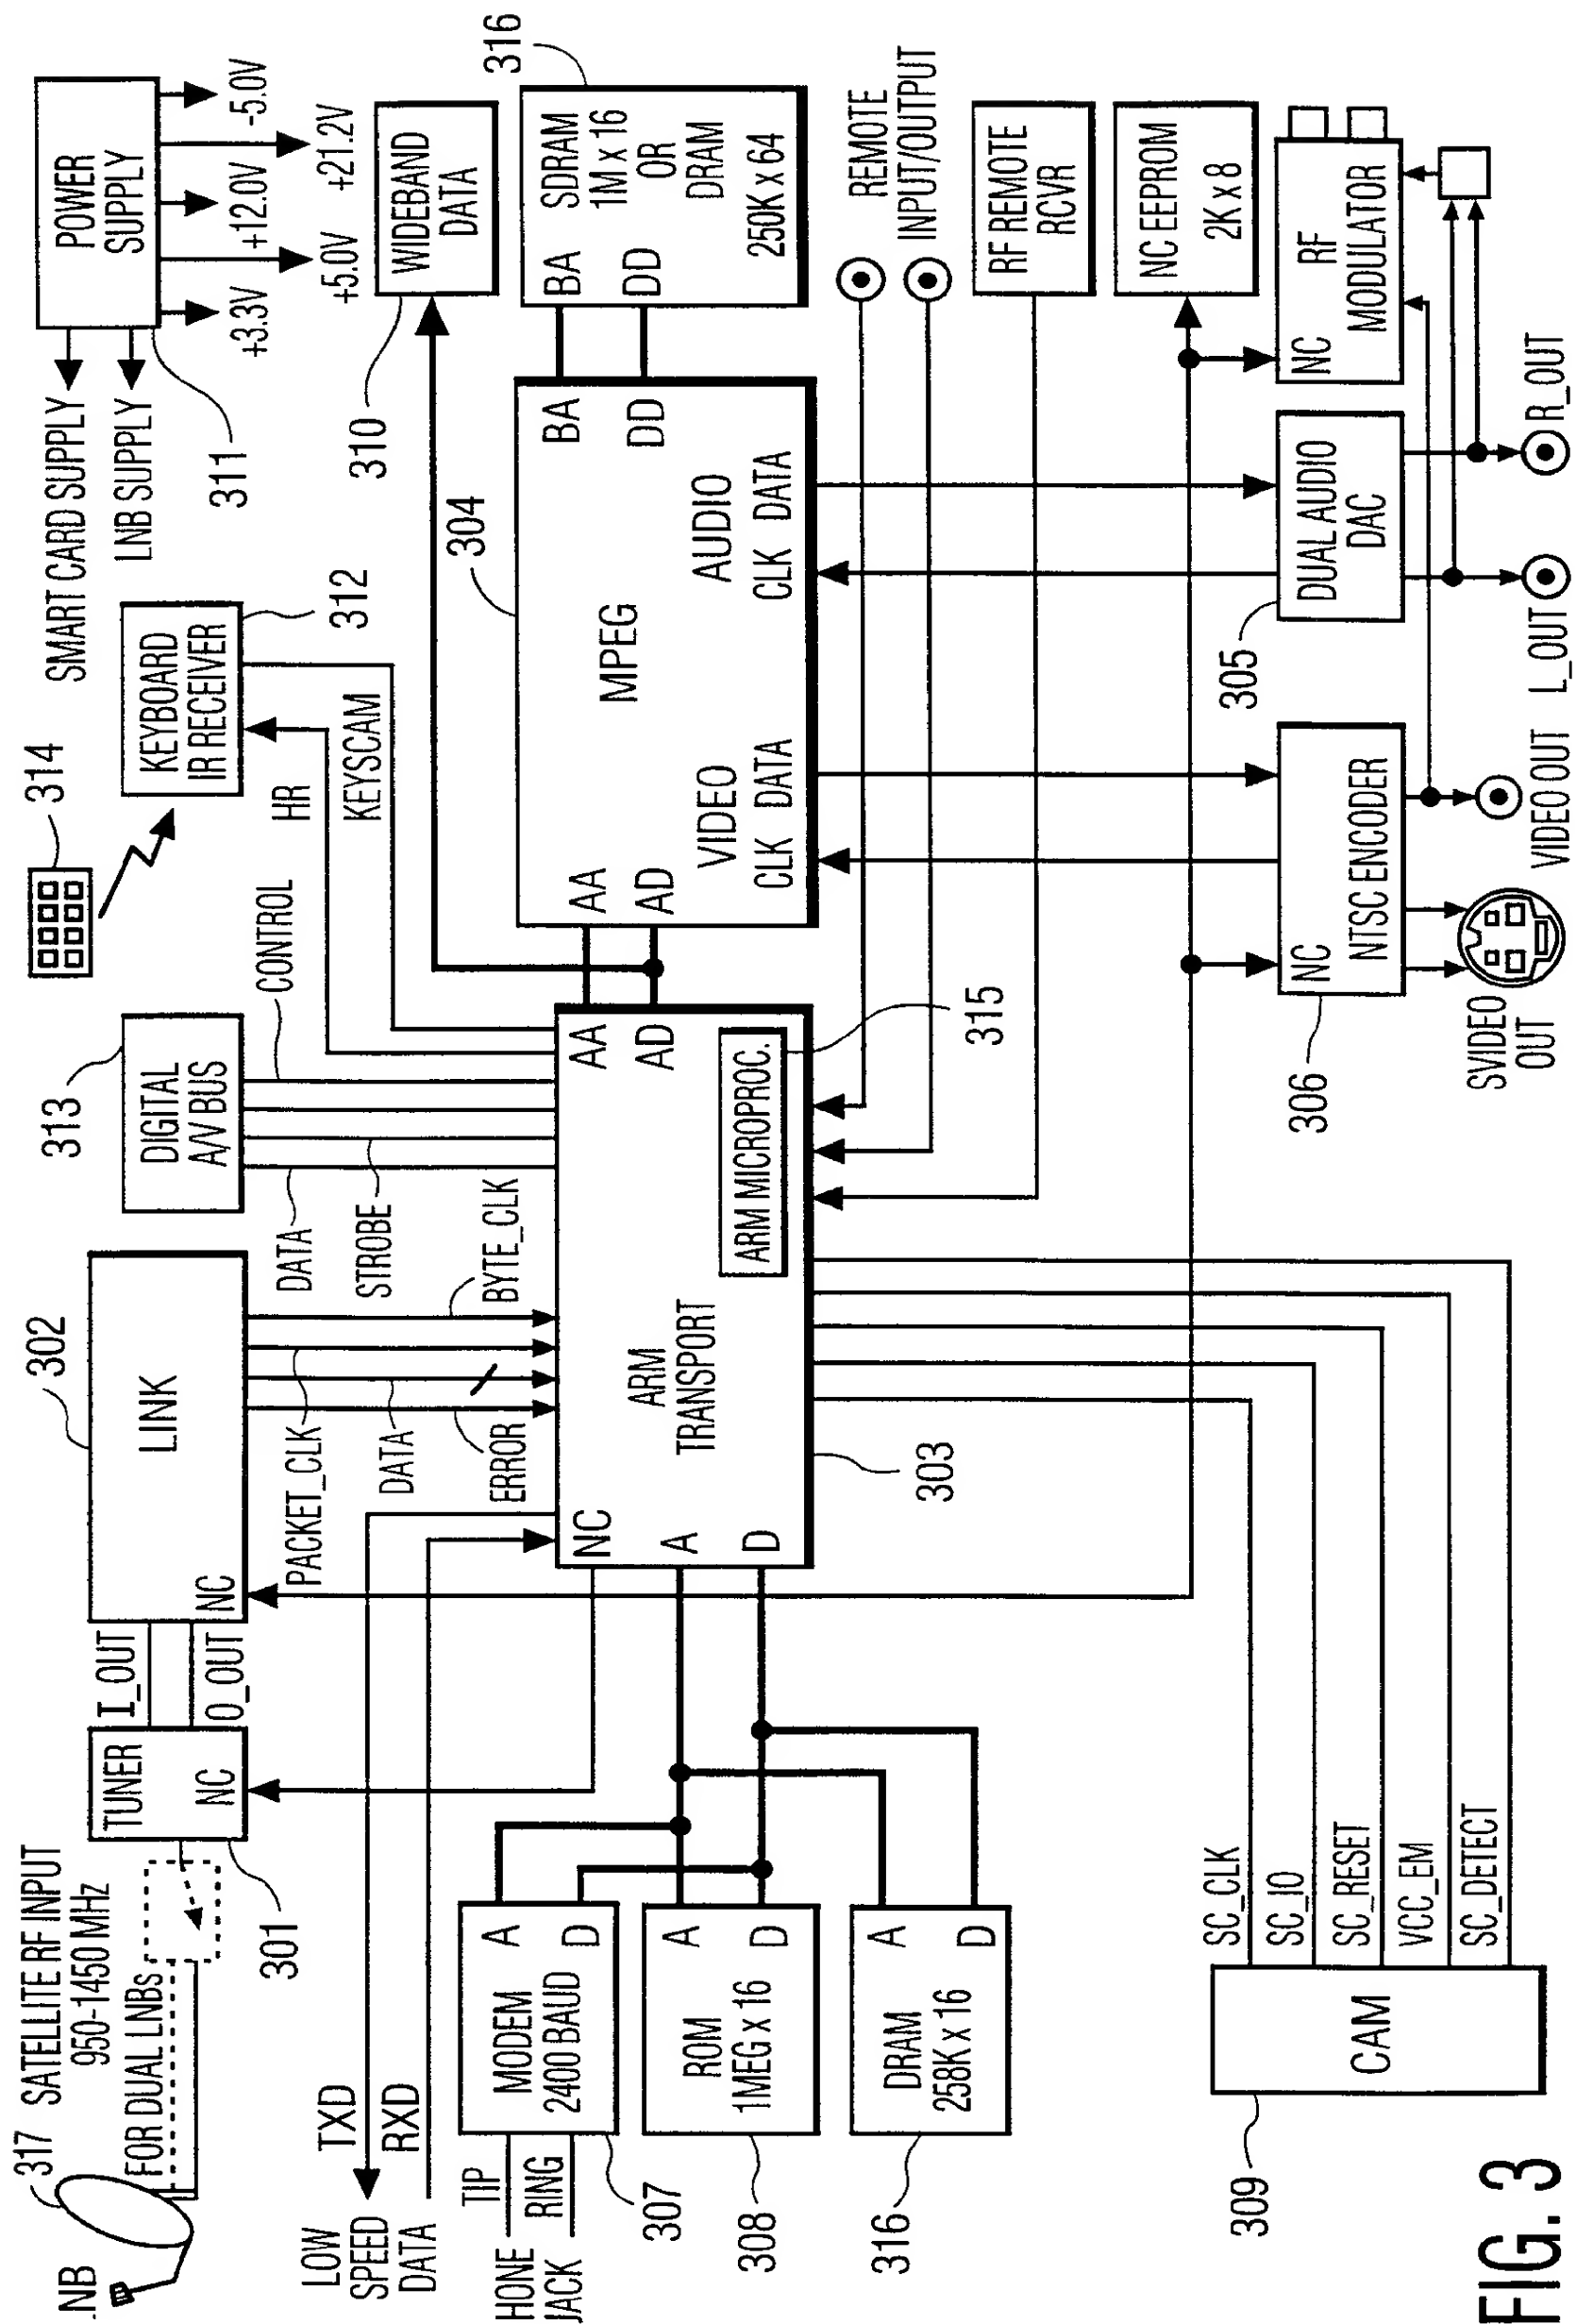 317
SATELLITE RF INPUT
950-1450 MHz
FOR DUAL LNBs
.NB
301
TUNER
NC
I_OUT
O_OUT
302
LINK
NC
PACKET_CLK
DATA
ERROR
BYTE_CLK
313
DIGITAL
A/V BUS
DATA
STROBE
CONTROL
314
KEYBOARD
IR RECEIVER
312
HR
KEYSCAM
SMART CARD SUPPLY
LNB SUPPLY
311
POWER
SUPPLY
+3.3V
+5.0V
+12.0V
+21.2V
-5.0V
310
WIDEBAND
DATA
316
SDRAM
1M x 16
OR
DRAM
250K x 64
BA
DD
304
MPEG
BA
DD
AA
AD
VIDEO
CLK DATA
AUDIO
CLK DATA
LOW
SPEED
DATA
TXD
RXD
HONE
JACK
TIP
RING
MODEM
2400 BAUD
A
D
307
ROM
1MEG x 16
A
D
308
DRAM
258K x 16
A
D
316
NC
A
D
ARM
TRANSPORT
303
AA
AD
ARM MICROPROC.
315
REMOTE
INPUT/OUTPUT
RF REMOTE
RCVR
NC EEPROM
2K x 8
NC
RF
MODULATOR
305
DUAL AUDIO
DAC
L_OUT
R_OUT
306
NC
NTSC ENCODER
SVIDEO
OUT
VIDEO OUT
309
CAM
SC_CLK
SC_IO
SC_RESET
VCC_EM
SC_DETECT
FIG. 3